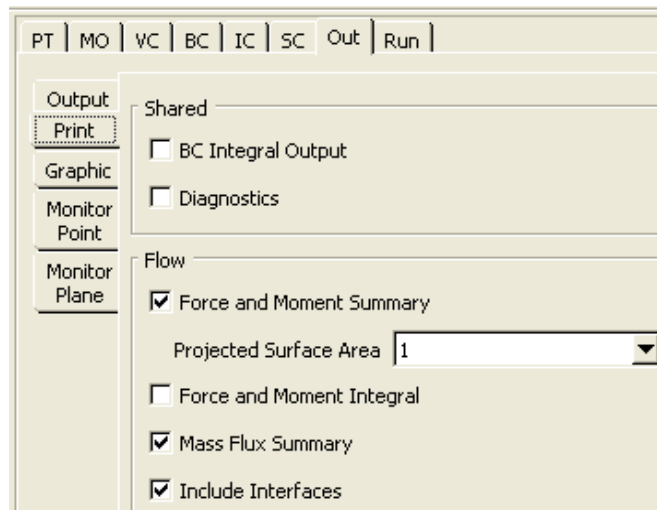 PT MO VC BC IC SC Out Run
Output
Print
Graphic
Monitor
Point
Monitor
Plane
Shared
BC Integral Output
Diagnostics
Flow
Force and Moment Summary
Projected Surface Area 1
Force and Moment Integral
Mass Flux Summary
Include Interfaces